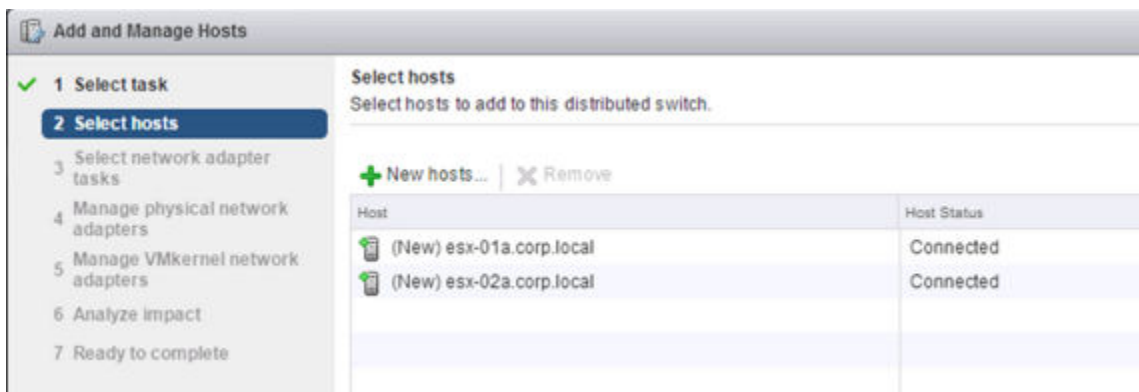 Add and Manage Hosts
1 Select task
2 Select hosts
3 Select network adapter
tasks
4 Manage physical network
adapters
5 Manage VMkernel network
adapters
6 Analyze impact
7 Ready to complete
Select hosts
Select hosts to add to this distributed switch.
New hosts... | Remove
Host Host Status
(New) esx-01a.corp.local Connected
(New) esx-02a.corp.local Connected